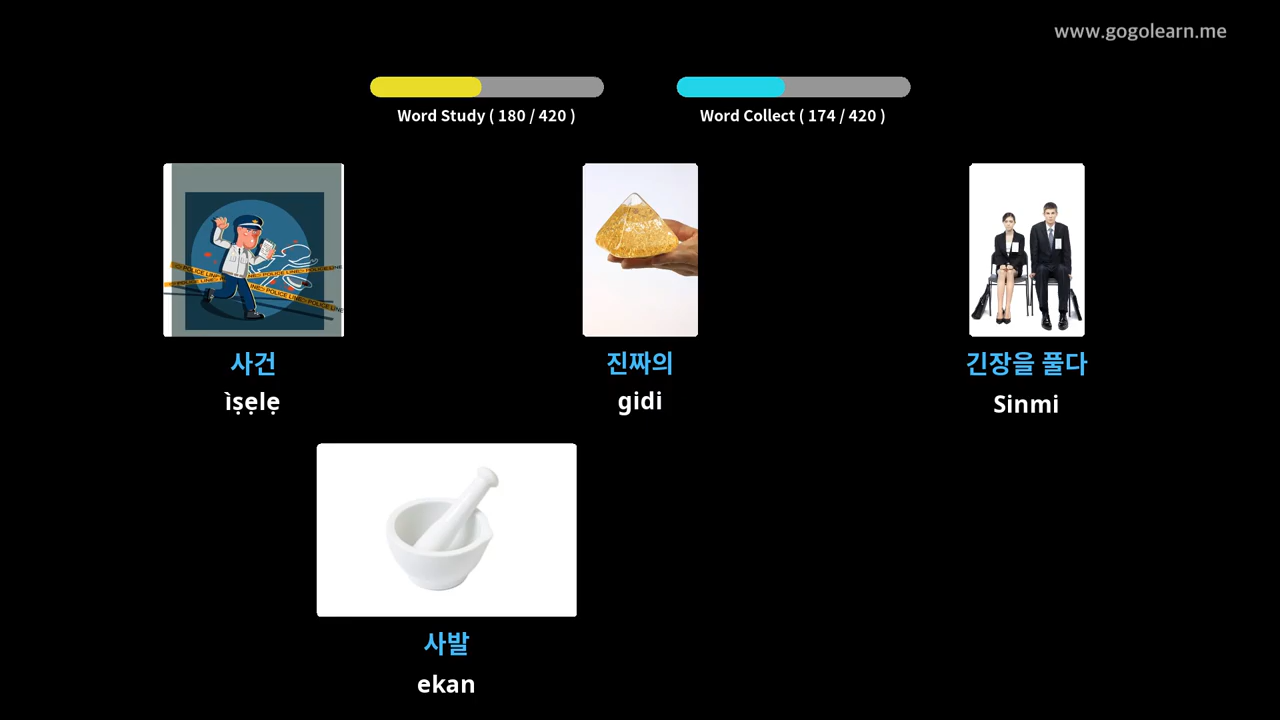 www.gogolearn.me
Word Study ( 180 / 420 )
Word Collect ( 174 / 420 )
사건
ìṣẹlẹ
진짜의
gidi
긴장을 풀다
Sinmi
사발
ekan